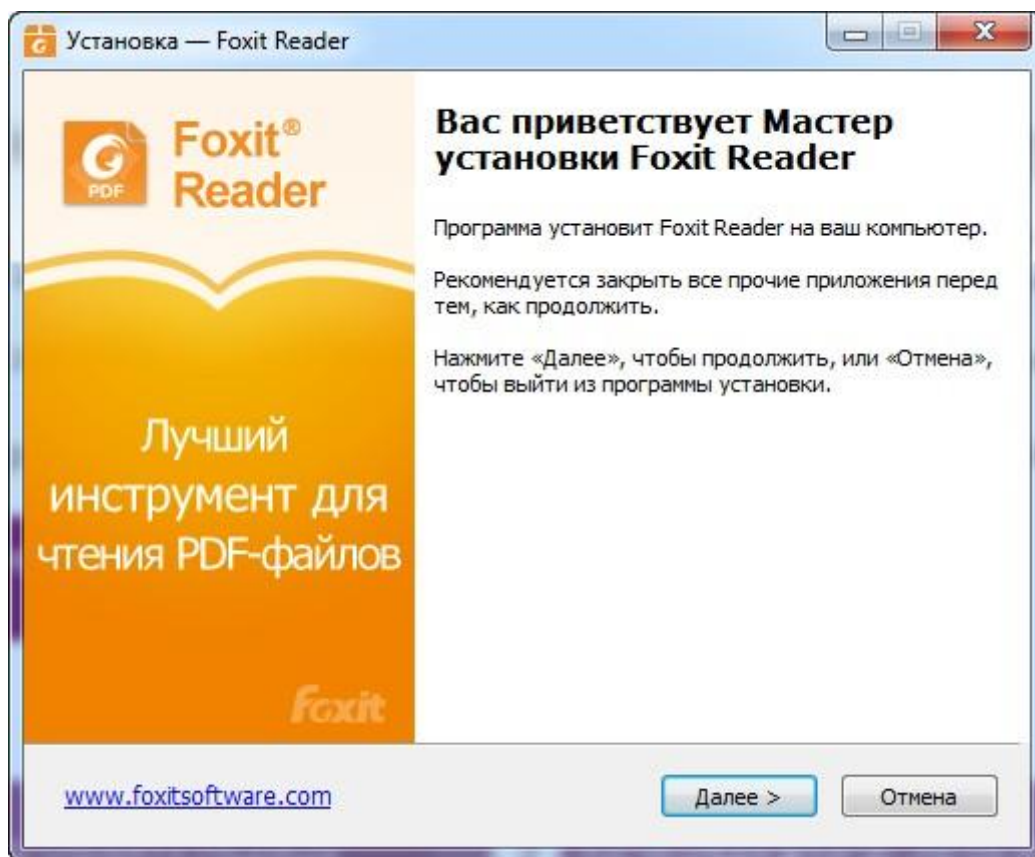 Установка — Foxit Reader
Foxit®
Reader
PDF
Лучший
инструмент для
чтения PDF-файлов
foxit
Вас приветствует Мастер
установки Foxit Reader
Программа установит Foxit Reader на ваш компьютер.
Рекомендуется закрыть все прочие приложения перед
тем, как продолжить.
Нажмите «Далее», чтобы продолжить, или «Отмена»,
чтобы выйти из программы установки.
www.foxitsoftware.com
Далее >
Отмена